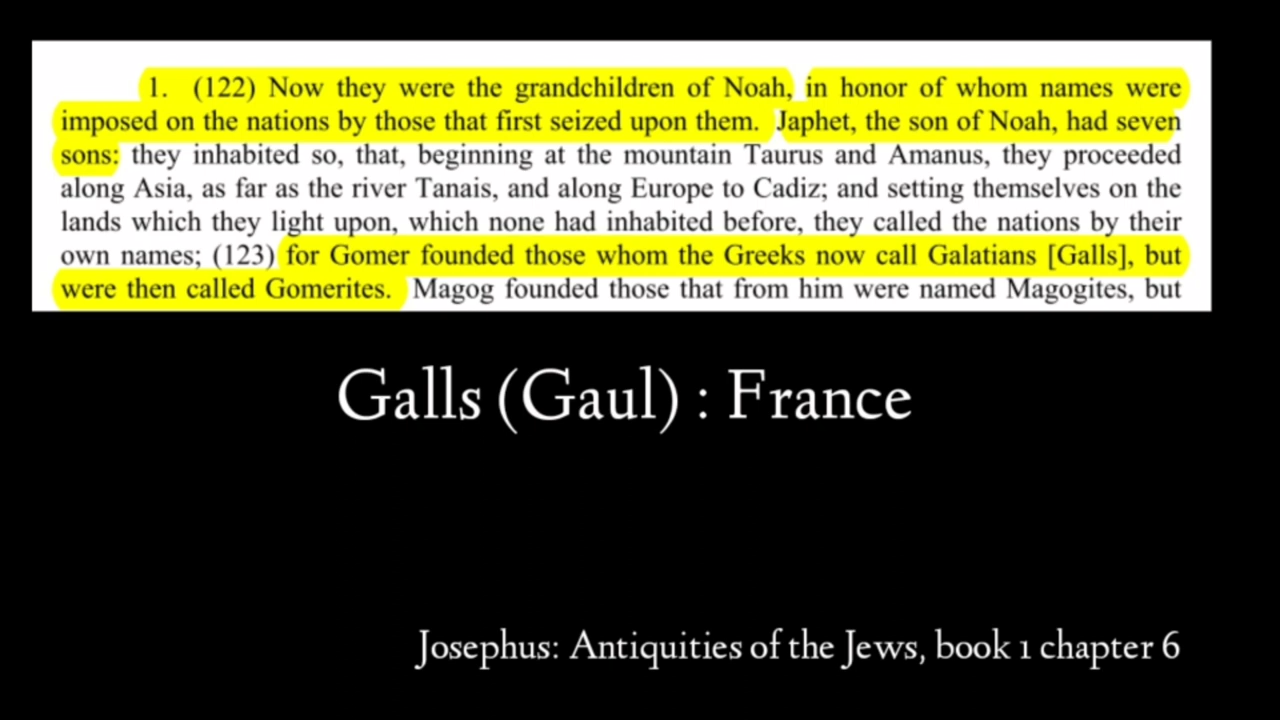 1. (122) Now they were the grandchildren of Noah, in honor of whom names were
imposed on the nations by those that first seized upon them. Japhet, the son of Noah, had seven
sons: they inhabited so, that, beginning at the mountain Taurus and Amanus, they proceeded
along Asia, as far as the river Tanais, and along Europe to Cadiz; and setting themselves on the
lands which they light upon, which none had inhabited before, they called the nations by their
own names; (123) for Gomer founded those whom the Greeks now call Galatians [Galls], but
were then called Gomerites. Magog founded those that from him were named Magogites, but
Galls (Gaul) : France
Josephus: Antiquities of the Jews, book 1 chapter 6